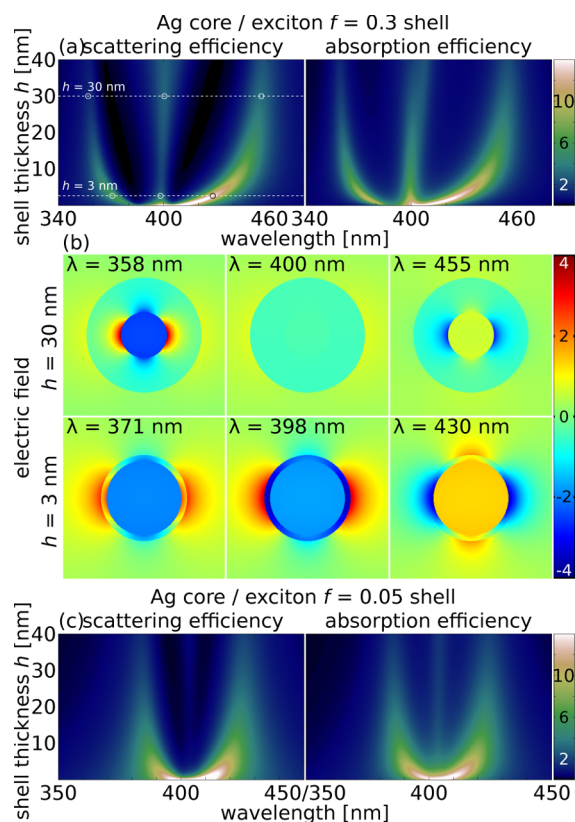 Ag core / exciton f = 0.3 shell
(a) scattering efficiency
absorption efficiency
shell thickness h [nm]
40
30
20
10
h = 30 nm
h = 3 nm
10
6
2
340
400
460
340
400
460
wavelength [nm]
(b)
electric field
h = 30 nm
λ = 358 nm
λ = 400 nm
λ = 455 nm
h = 3 nm
λ = 371 nm
λ = 398 nm
λ = 430 nm
4
2
0
-2
-4
Ag core / exciton f = 0.05 shell
(c) scattering efficiency
absorption efficiency
shell thickness h [nm]
40
30
20
10
10
6
2
350
400
450/350
400
450
wavelength [nm]